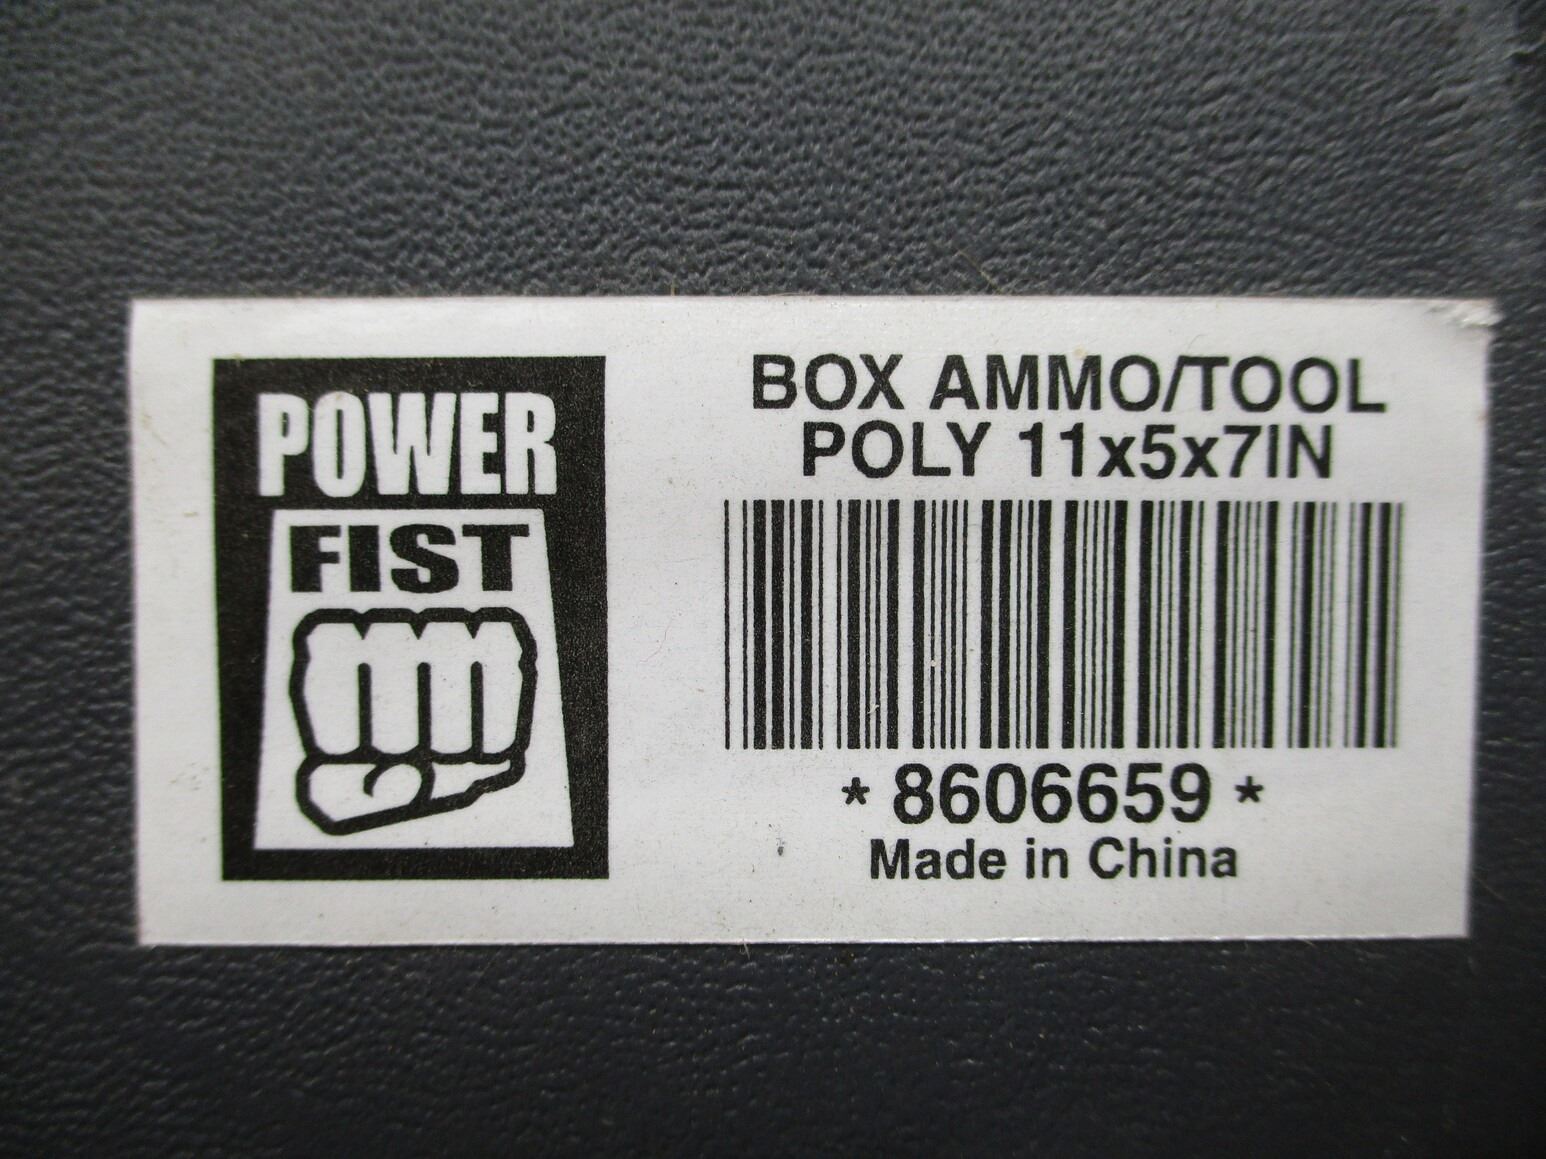 POWER
FIST
BOX AMMO/TOOL
POLY 11x5x7IN
* 8606659 *
Made in China